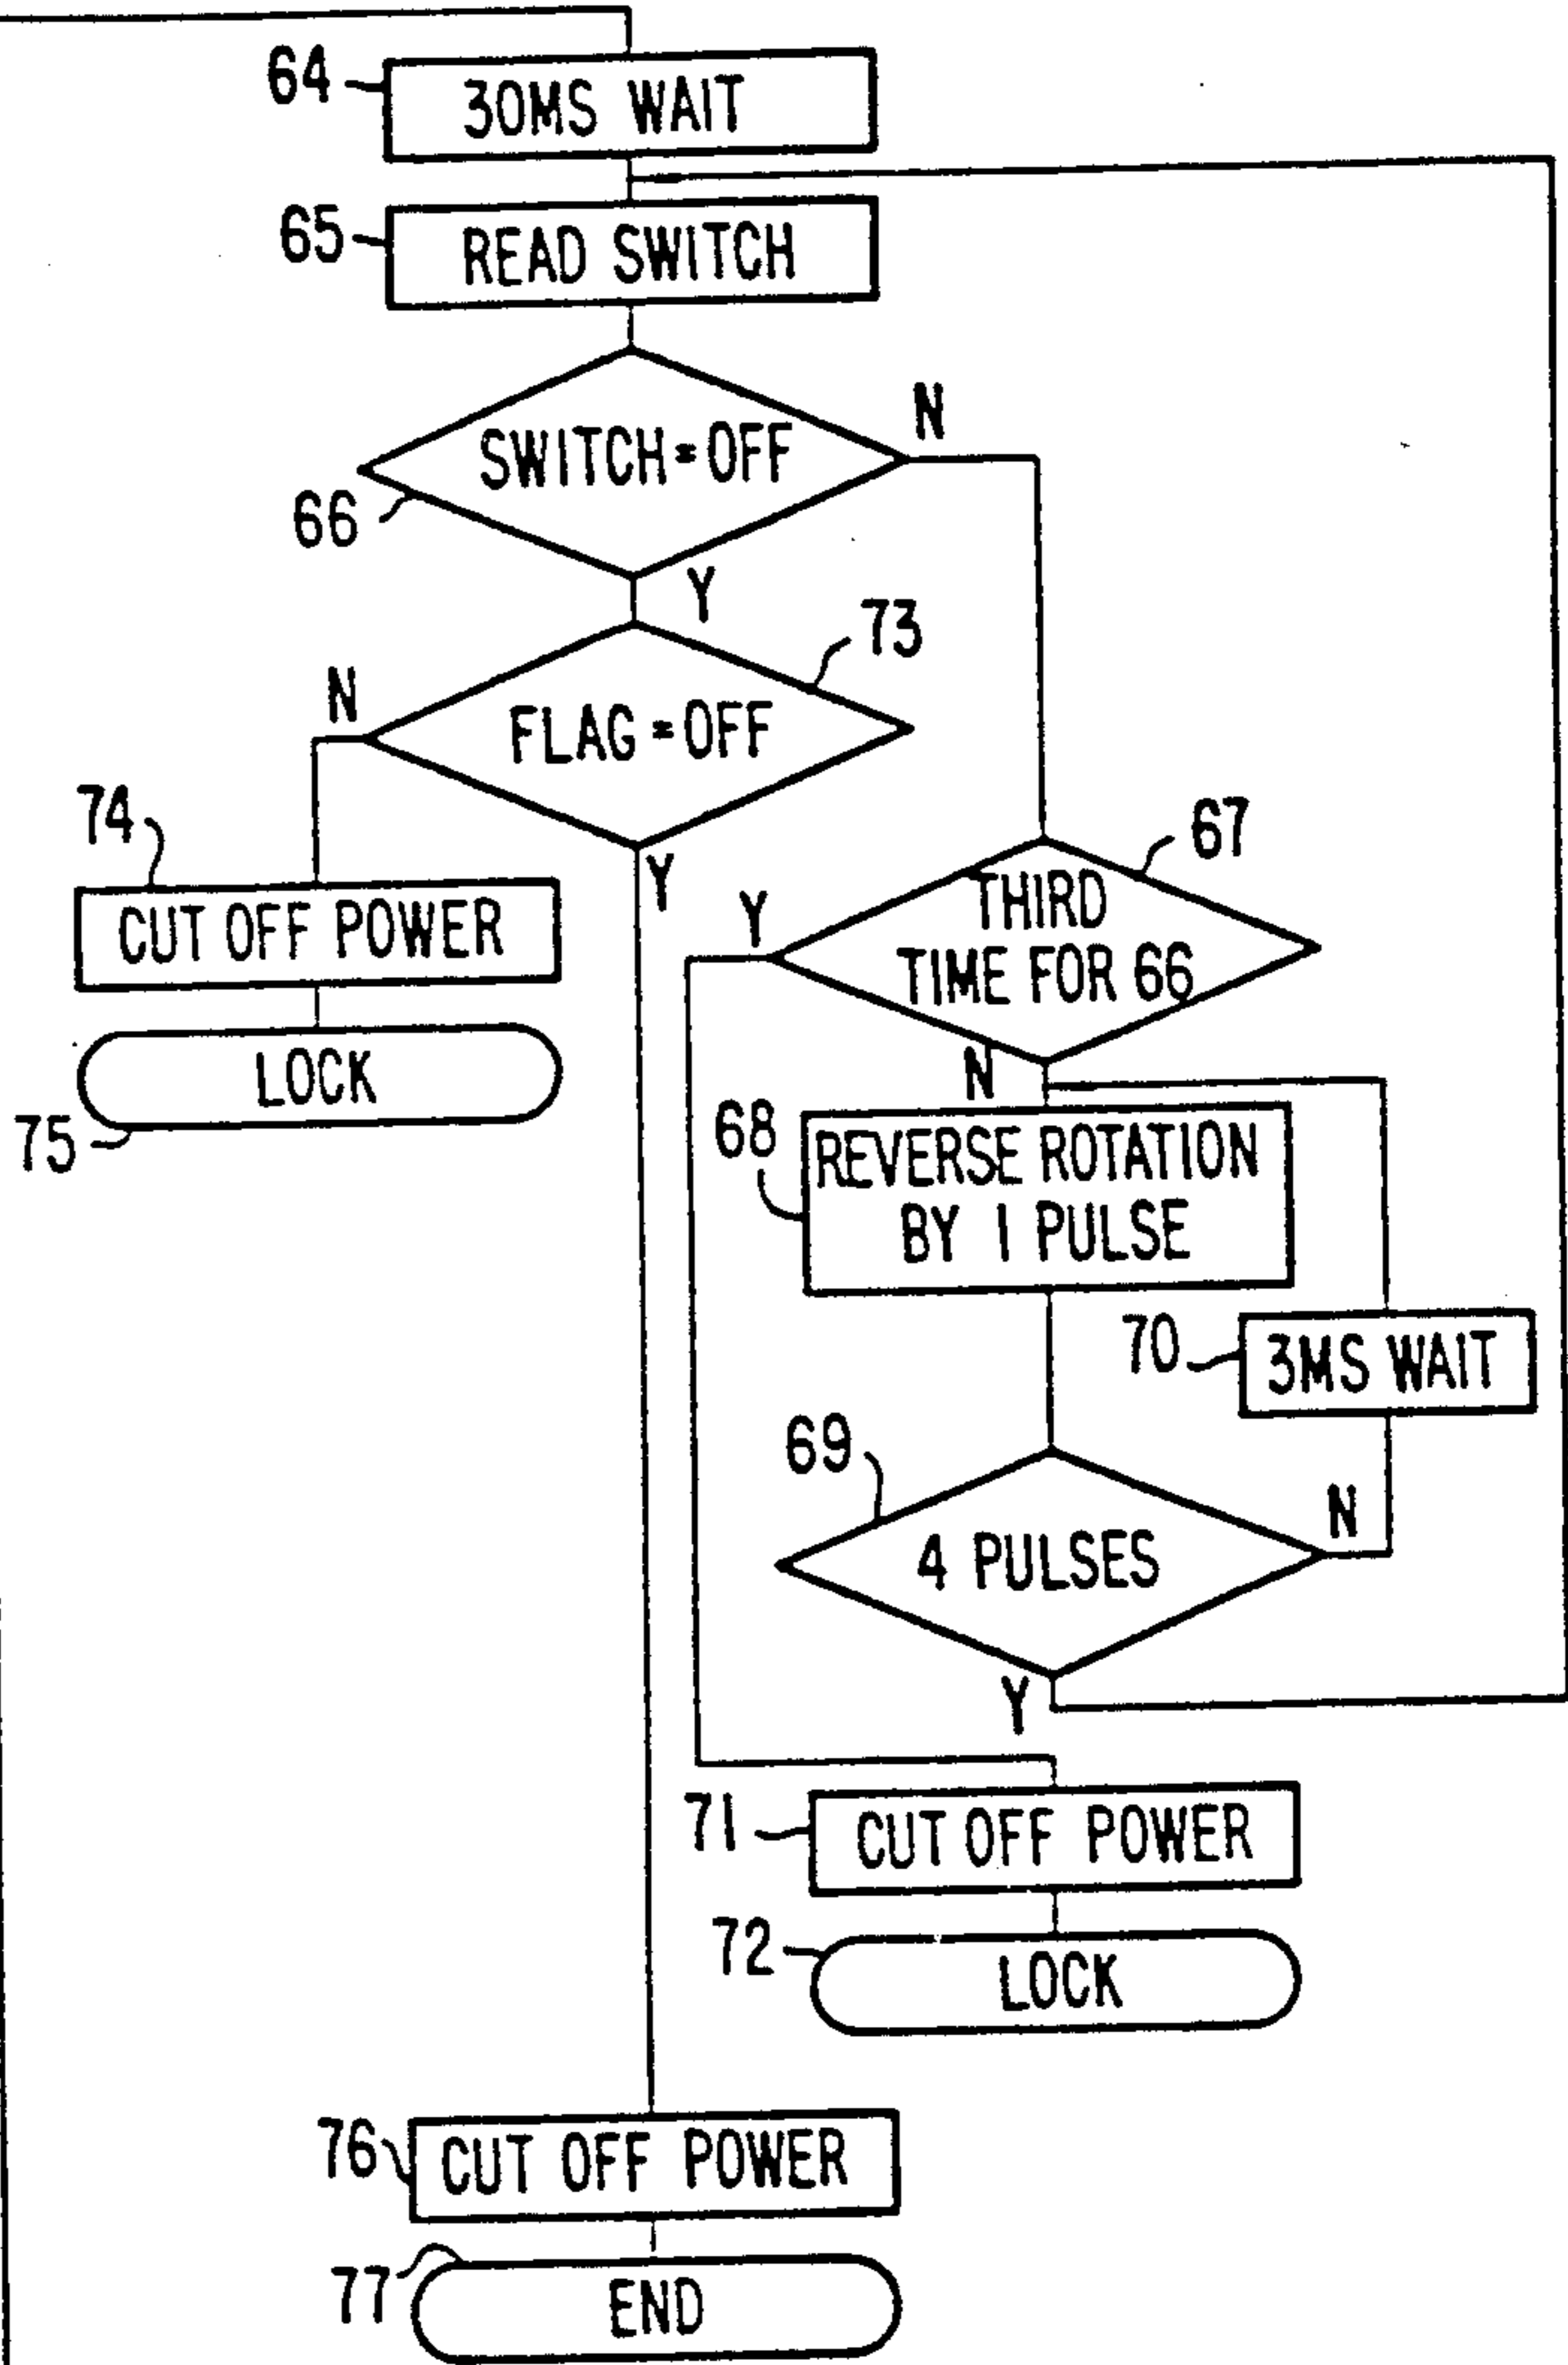 64
30MS WAIT
65
READ SWITCH
SWITCH=OFF
N
66
Y
73
N
FLAG=OFF
74
Y
67
CUT OFF POWER
Y
THIRD
TIME FOR 66
LOCK
75
N
68
REVERSE ROTATION
BY 1 PULSE
70
3MS WAIT
69
N
4 PULSES
Y
71
CUT OFF POWER
72
LOCK
76
CUT OFF POWER
77
END